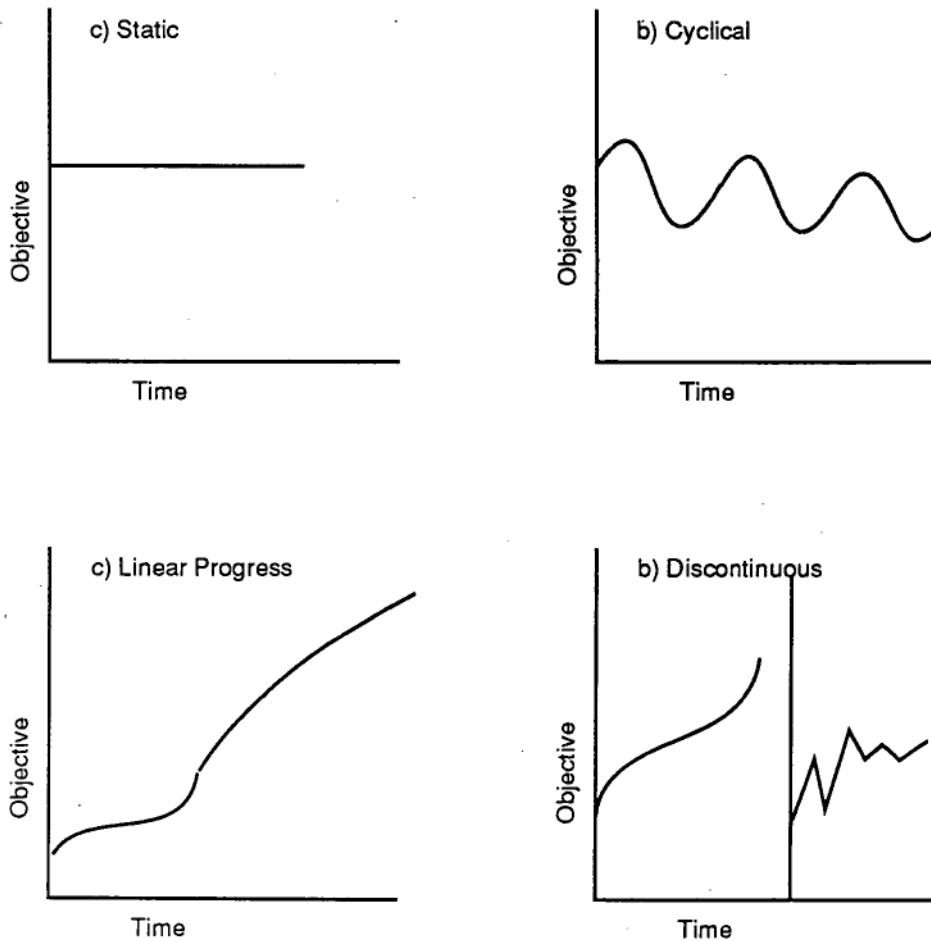 c) Static
Objective
Time
b) Cyclical
Objective
Time
c) Linear Progress
Objective
Time
b) Discontinuous
Objective
Time